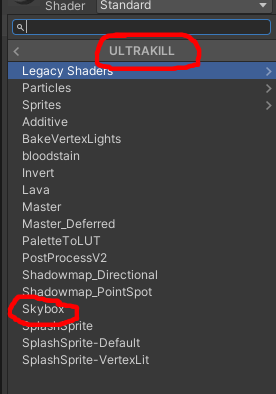 Shader Standard
ULTRAKILL
Legacy Shaders
Particles
Sprites
Additive
BakeVertexLights
bloodstain
Invert
Lava
Master
Master_Deferred
PaletteToLUT
PostProcessV2
Shadowmap_Directional
Shadowmap_PointSpot
Skybox
SplashSprite
SplashSprite-Default
SplashSprite-VertexLit